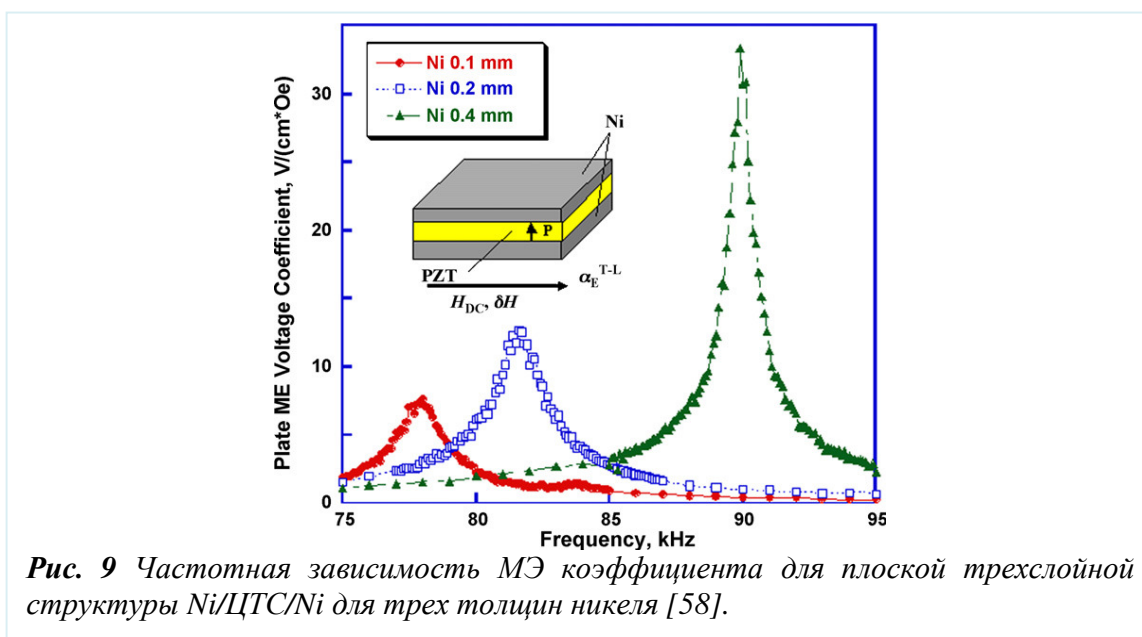 Ni 0.1 mm
Ni 0.2 mm
Ni 0.4 mm
Plate ME Voltage Coefficient, V/(cm*Oe)
30
20
10
0
Ni
P
PZT
α_E^T-L
H_DC, δH
75 80 85 90 95
Frequency, kHz
Рис. 9 Частотная зависимость МЭ коэффициента для плоской трехслойной
структуры Ni/ЦТС/Ni для трех толщин никеля [58].